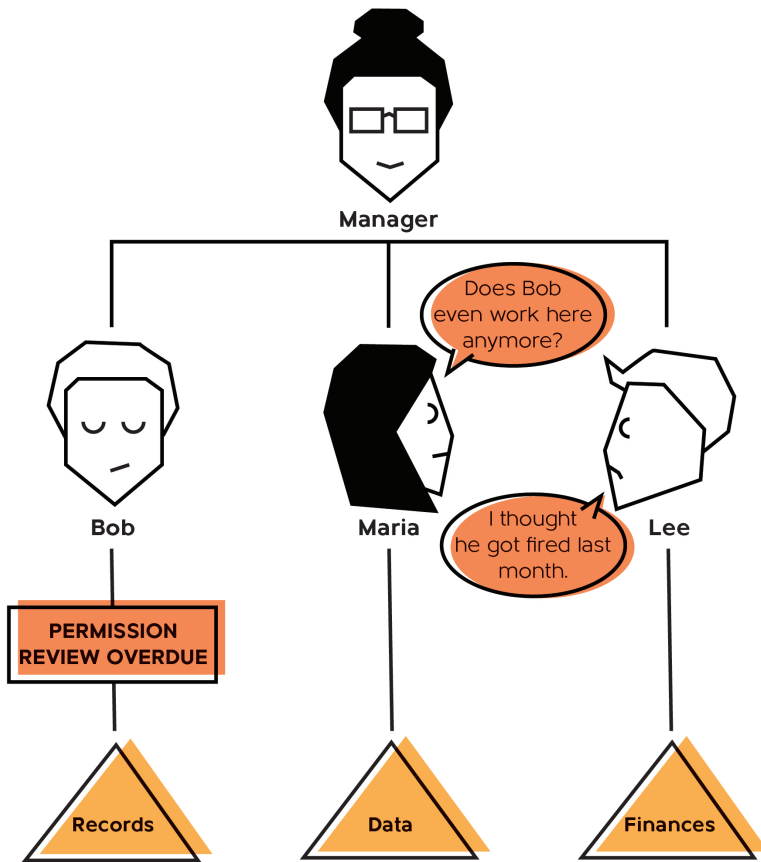 Manager
Does Bob
even work here
anymore?
Bob
Maria
I thought
he got fired last
month.
Lee
PERMISSION
REVIEW OVERDUE
Records
Data
Finances